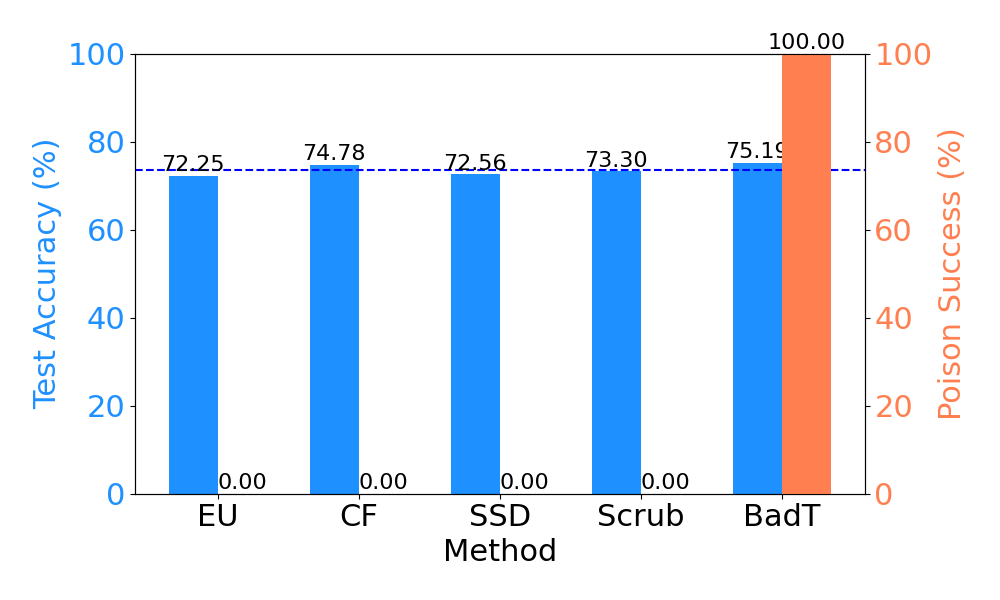 100.00
100 100
75.19
74.78
73.30
72.56
72.25
80 80
60 60
40 40
20 20
0.00 0.00 0.00 0.00
0 0
EU CF SSD Scrub BadT
Method
Test Accuracy (%)
Poison Success (%)